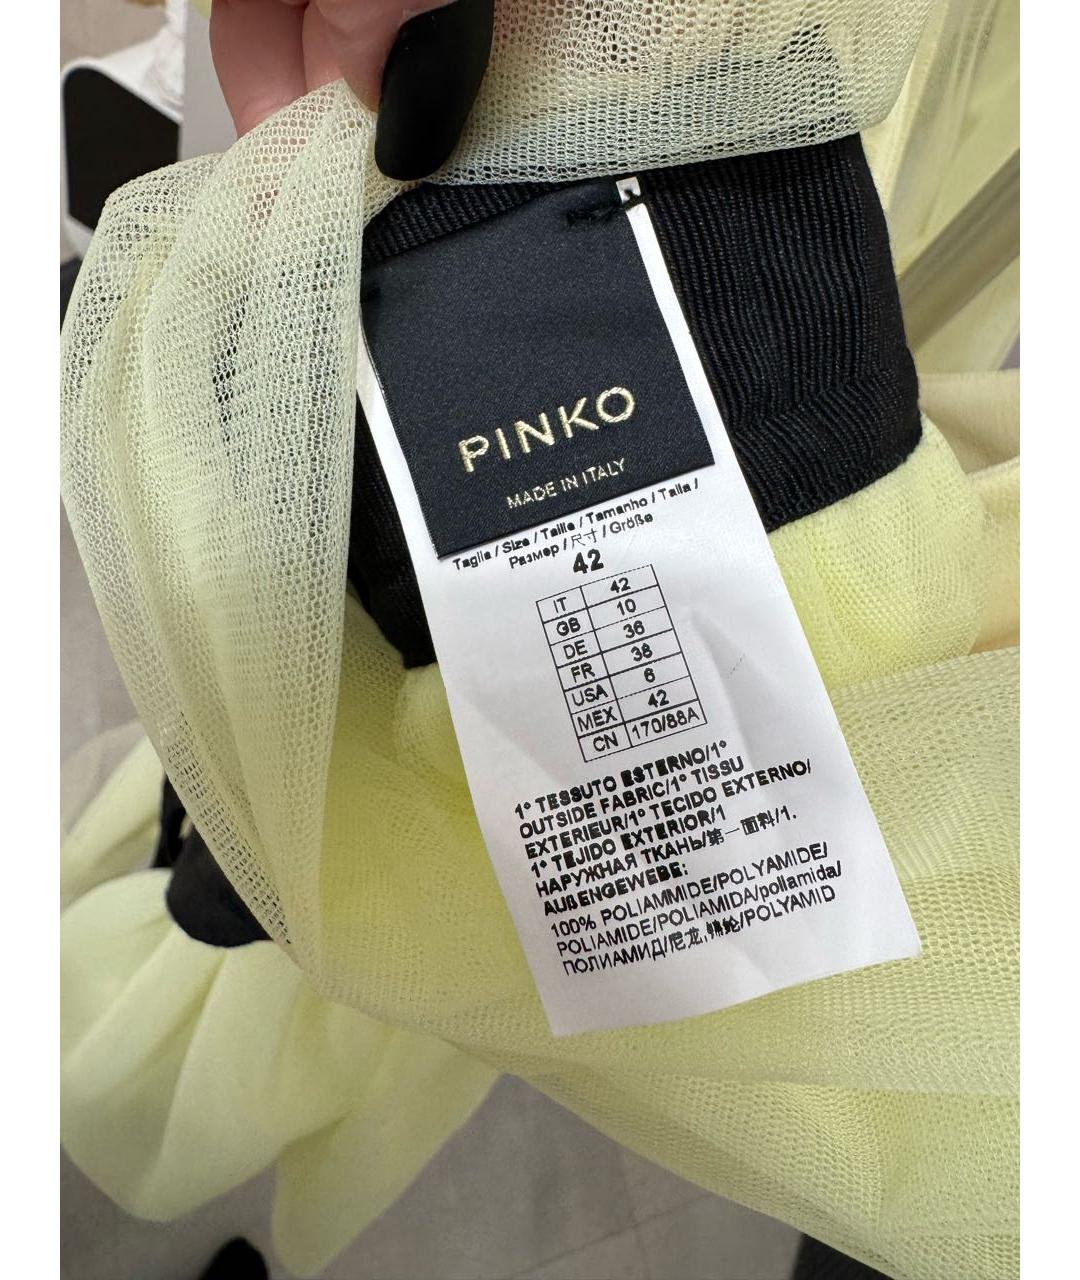 PINKO
MADE IN ITALY
Taglia / Size / Taille / Tamanho / Talla /
Размер / 尺寸 / Größe
42
IT 42
GB 10
DE 36
FR 38
USA 6
MEX 42
CN 170/88A
1° TESSUTO ESTERNO/1°
OUTSIDE FABRIC/1° TISSU
EXTERIEUR/1° TECIDO EXTERNO/
1° TEJIDO EXTERIOR/1
НАРУЖНАЯ ТКАНЬ/第一面料/1.
AUßENGEWEBE:
100% POLIAMMIDE/POLYAMIDE/
POLIAMIDE/POLIAMIDA/poliamida/
ПОЛИАМИД/尼龙,锦纶/POLYAMID